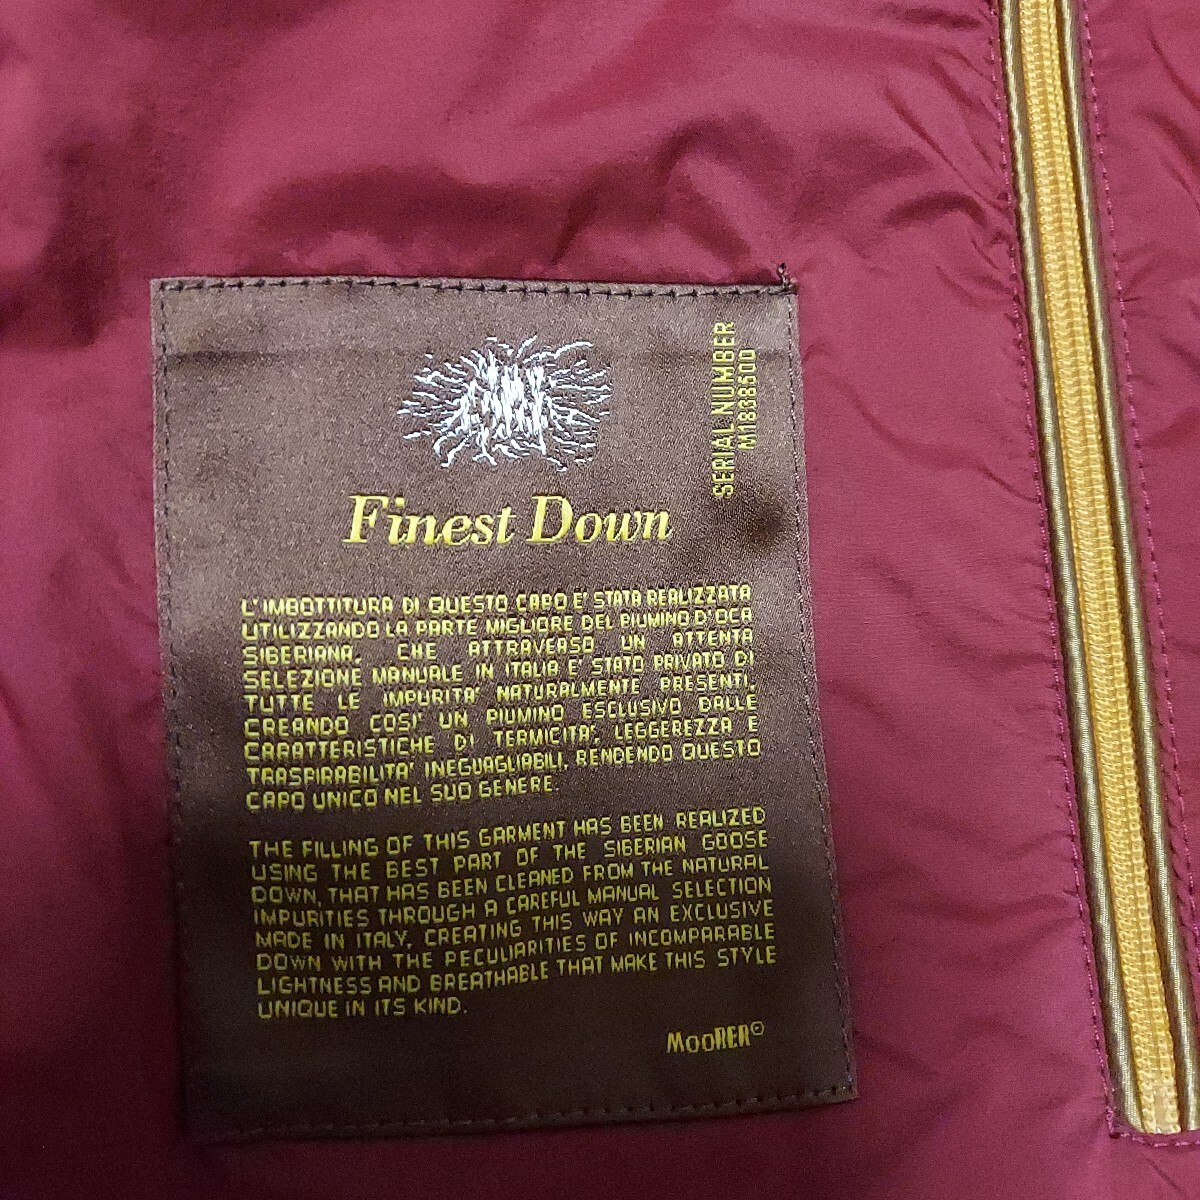 SERIAL NUMBER
M1838500
Finest Down
L'IMBOTTITURA DI QUESTO CAPO E' STATA REALIZZATA
UTILIZZANDO LA PARTE MIGLIORE DEL PIUMINO D'OCA
SIBERIANA, CHE ATTRAVERSO UN ATTENTA
SELEZIONE MANUALE IN ITALIA E' STATO PRIVATO DI
TUTTE LE IMPURITA' NATURALMENTE PRESENTI,
CREANDO COSI' UN PIUMINO ESCLUSIVO DALLE
CARATTERISTICHE DI TERMICITA', LEGGEREZZA E
TRASPIRABILITA' INEGUAGLIABILI, RENDENDO QUESTO
CAPO UNICO NEL SUO GENERE.
THE FILLING OF THIS GARMENT HAS BEEN REALIZED
USING THE BEST PART OF THE SIBERIAN GOOSE
DOWN, THAT HAS BEEN CLEANED FROM THE NATURAL
IMPURITIES THROUGH A CAREFUL MANUAL SELECTION
MADE IN ITALY, CREATING THIS WAY AN EXCLUSIVE
DOWN WITH THE PECULIARITIES OF INCOMPARABLE
LIGHTNESS AND BREATHABLE THAT MAKE THIS STYLE
UNIQUE IN ITS KIND.
MooRER©